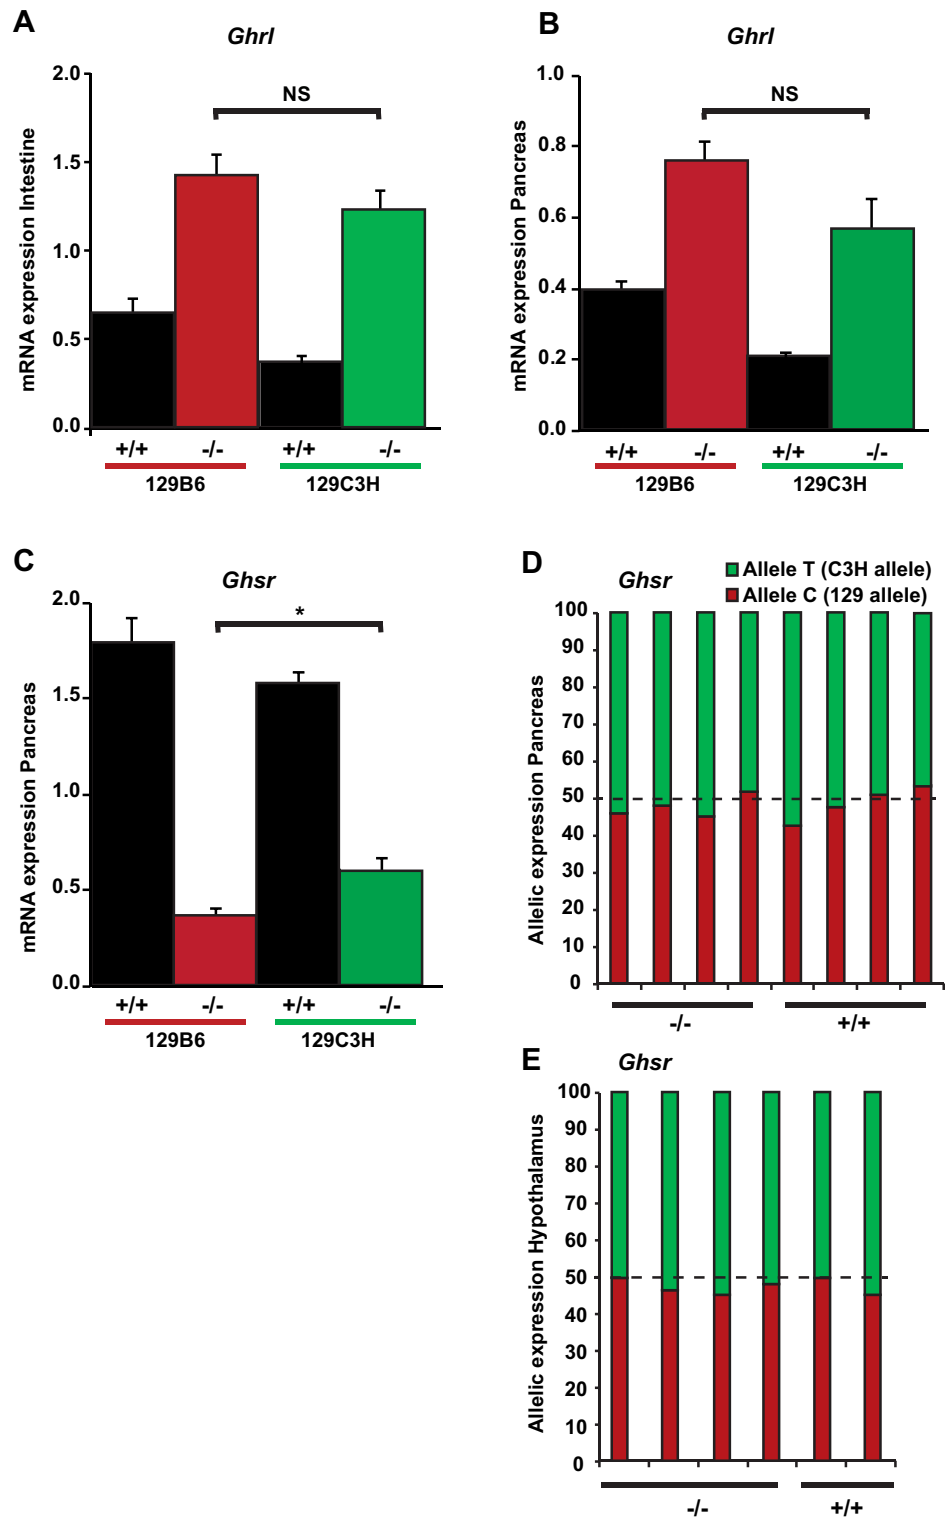 A
Ghrl
mRNA expression Intestine
2.0
1.5
1.0
0.5
0.0
NS
+/+ -/- +/+ -/-
129B6 129C3H
B
Ghrl
mRNA expression Pancreas
1.0
0.8
0.6
0.4
0.2
0.0
NS
+/+ -/- +/+ -/-
129B6 129C3H
C
Ghsr
mRNA expression Pancreas
2.0
1.5
1.0
0.5
0.0
*
+/+ -/- +/+ -/-
129B6 129C3H
D
Ghsr
Allele T (C3H allele)
Allele C (129 allele)
Allelic expression Pancreas
100
90
80
70
60
50
40
30
20
10
0
-/- +/+
E
Ghsr
Allelic expression Hypothalamus
100
90
80
70
60
50
40
30
20
10
0
-/- +/+